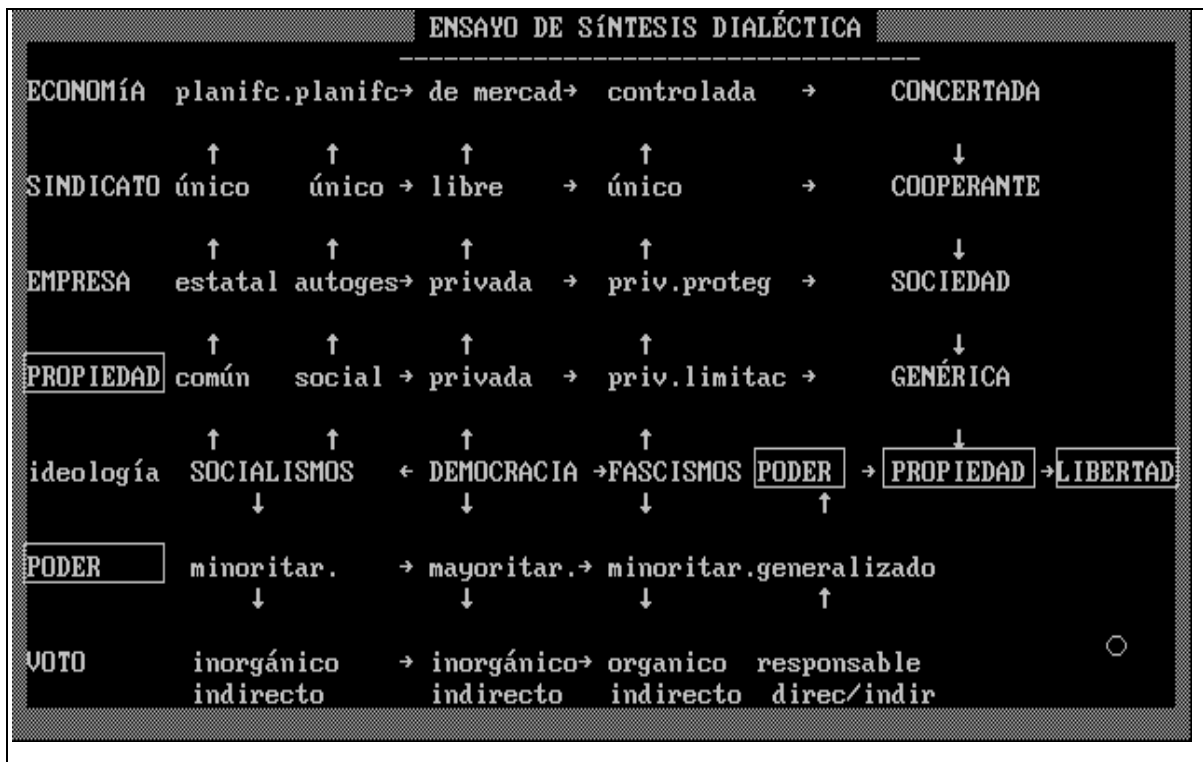 ENSAYO DE SíNTESIS DIALÉCTICA
ECONOMíA planifc.planifc→ de mercad→ controlada → CONCERTADA
↑ ↑ ↑ ↑ ↓
SINDICATO único único → libre → único → COOPERANTE
↑ ↑ ↑ ↑ ↓
EMPRESA estatal autoges→ privada → priv.proteg → SOCIEDAD
↑ ↑ ↑ ↑ ↓
PROPIEDAD común social → privada → priv.limitac → GENÉRICA
↑ ↑ ↑ ↑ ↓
ideología SOCIALISMOS ← DEMOCRACIA →FASCISMOS PODER → PROPIEDAD →LIBERTAD
↓ ↓ ↓ ↑
PODER minoritar. → mayoritar.→ minoritar.generalizado
↓ ↓ ↓ ↑
VOTO inorgánico → inorgánico→ organico responsable
indirecto indirecto indirecto direc/indir